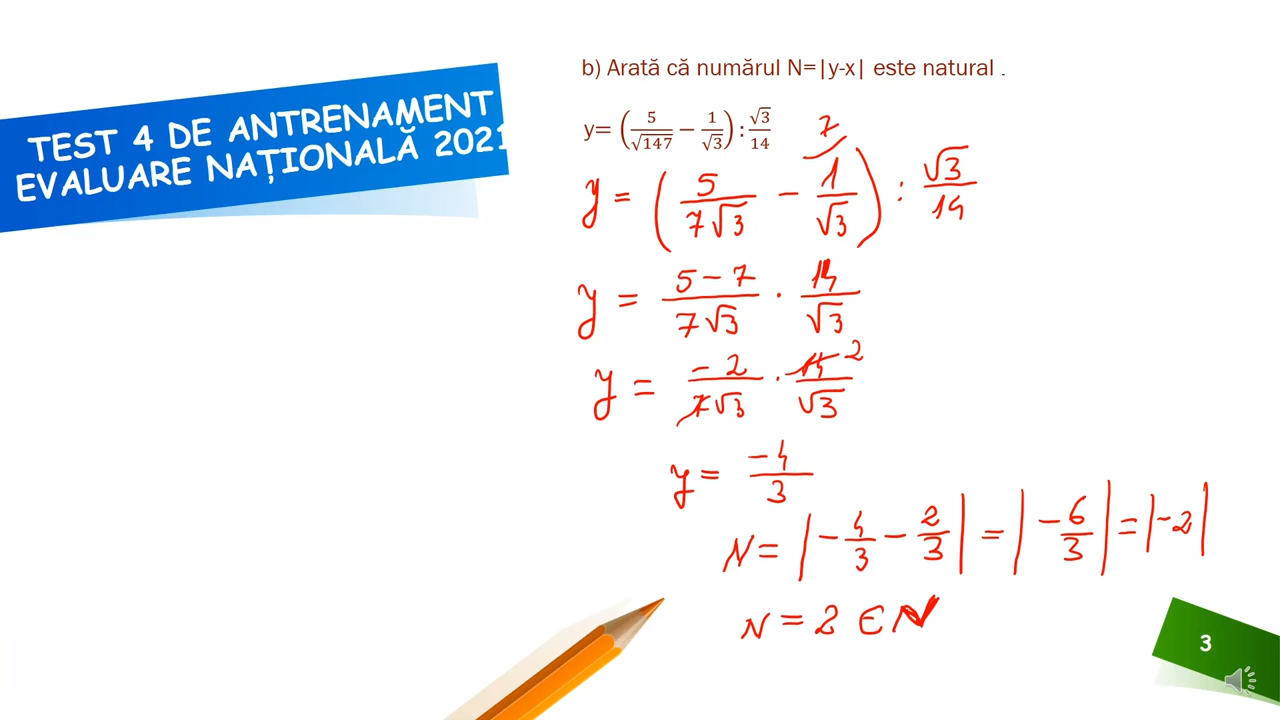 TEST 4 DE ANTRENAMENT
EVALUARE NAȚIONALĂ 2021
b) Arată că numărul N=|y-x| este natural .
y= (5/√147 − 1/√3) : √3/14
y = (5/7√3 − 7/1/√3) : √3/14
y = 5−7/7√3 · 14/√3
y = −2/7√3 · 14 2/√3
y = −4/3
N = |−4/3 − 2/3| = |−6/3| = |−2|
N = 2 ∈ N
3